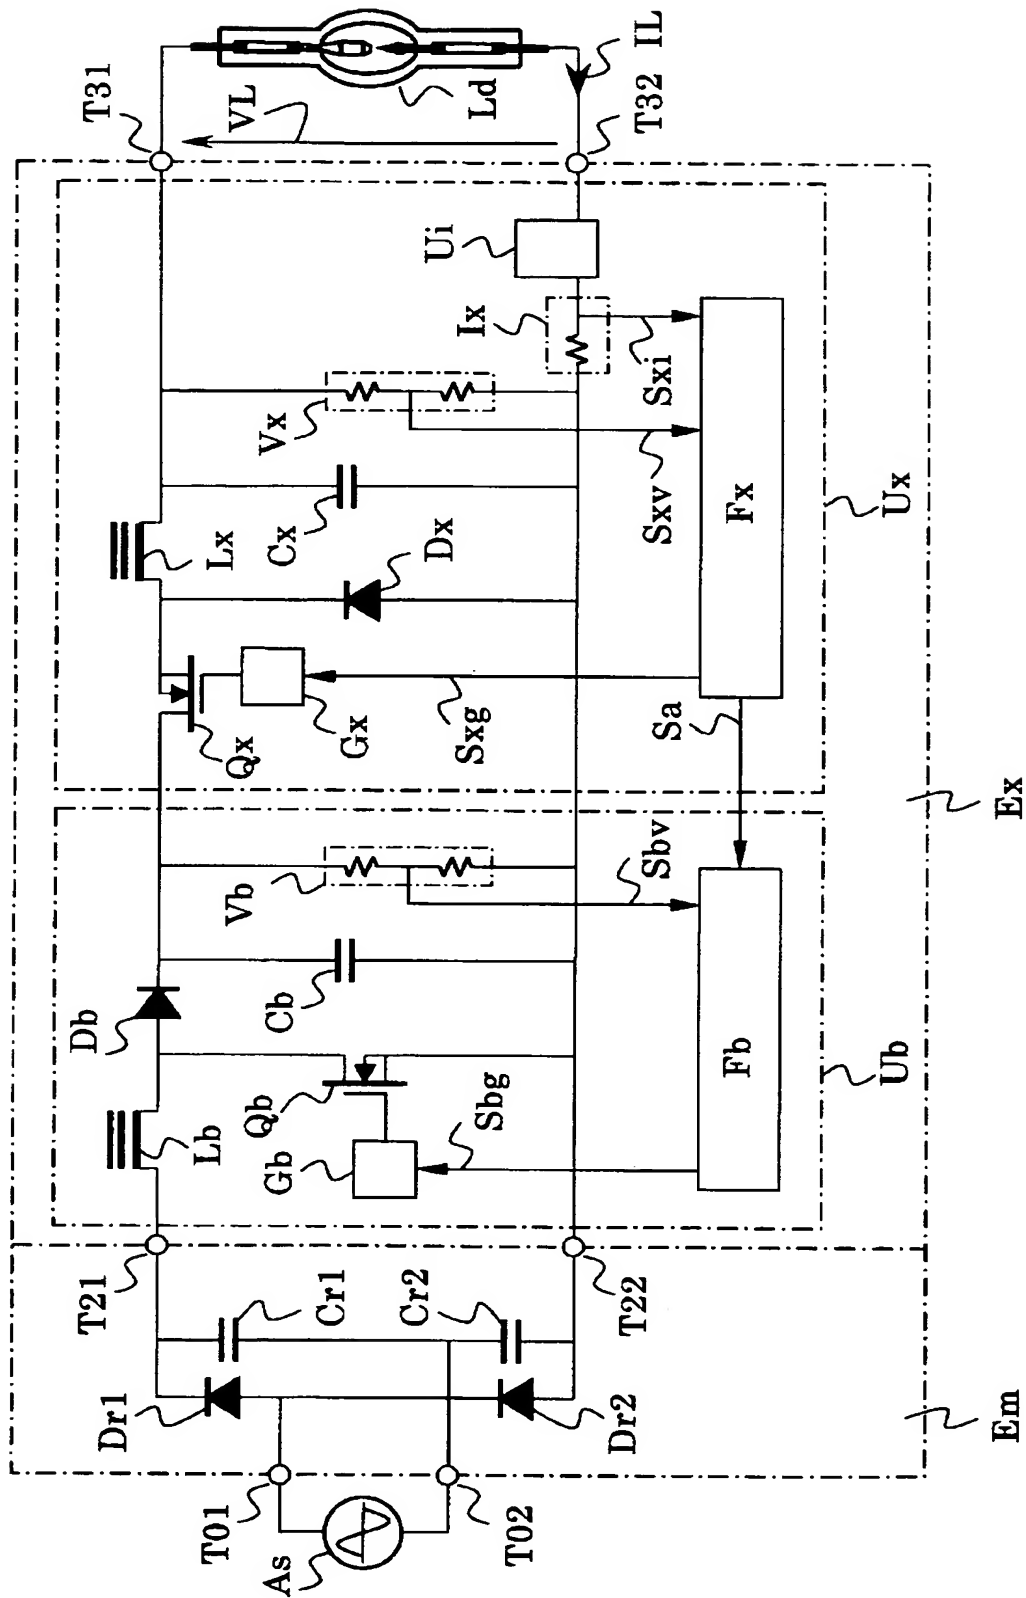 As
T01
T02
Dr1
Dr2
Cr1
Cr2
T21
T22
Em
Lb
Db
Gb
Qb
Sbg
Cb
Vb
Sbv
Fb
Ub
Qx
Gx
Sxg
Sa
Lx
Dx
Cx
Vx
Sxv
Fx
Ix
Sxi
Ui
Ux
Ex
T31
T32
VL
Ld
IL